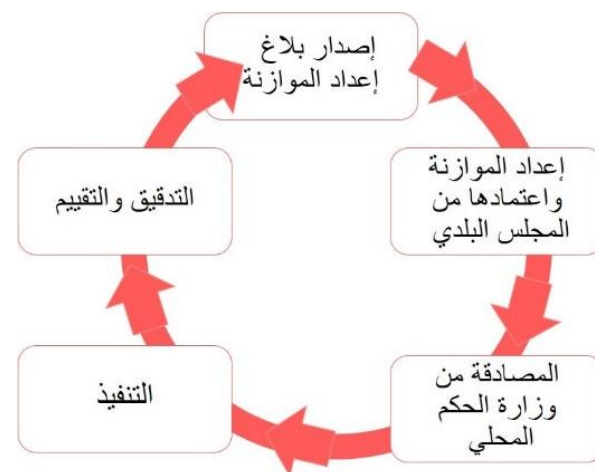 إصدار بلاغ
إعداد الموازنة
إعداد الموازنة
واعتمادها من
المجلس البلدي
المصادقة من
وزارة الحكم
المحلي
التنفيذ
التدقيق والتقييم